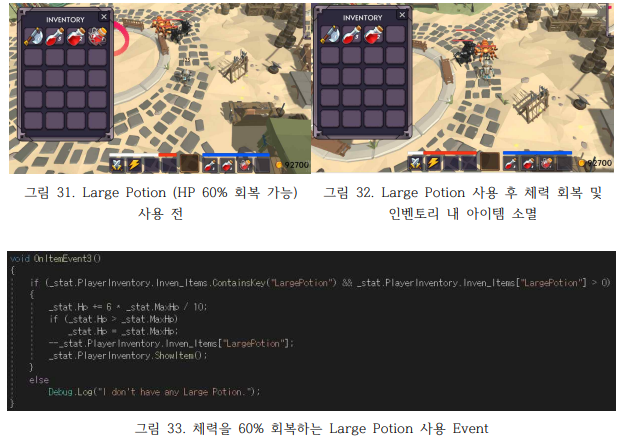 INVENTORY
INVENTORY
92700
92700
그림 31. Large Potion (HP 60% 회복 가능)
사용 전
그림 32. Large Potion 사용 후 체력 회복 및
인벤토리 내 아이템 소멸
void OnItemEvent3()
{
if (_stat.PlayerInventory.Inven_Items.ContainsKey("LargePotion") && _stat.PlayerInventory.Inven_Items["LargePotion"] > 0)
{
_stat.Hp += 6 * _stat.MaxHp / 10;
if (_stat.Hp > _stat.MaxHp)
_stat.Hp = _stat.MaxHp;
--_stat.PlayerInventory.Inven_Items["LargePotion"];
_stat.PlayerInventory.ShowItem();
}
else
Debug.Log("I don't have any Large Potion.");
}
그림 33. 체력을 60% 회복하는 Large Potion 사용 Event